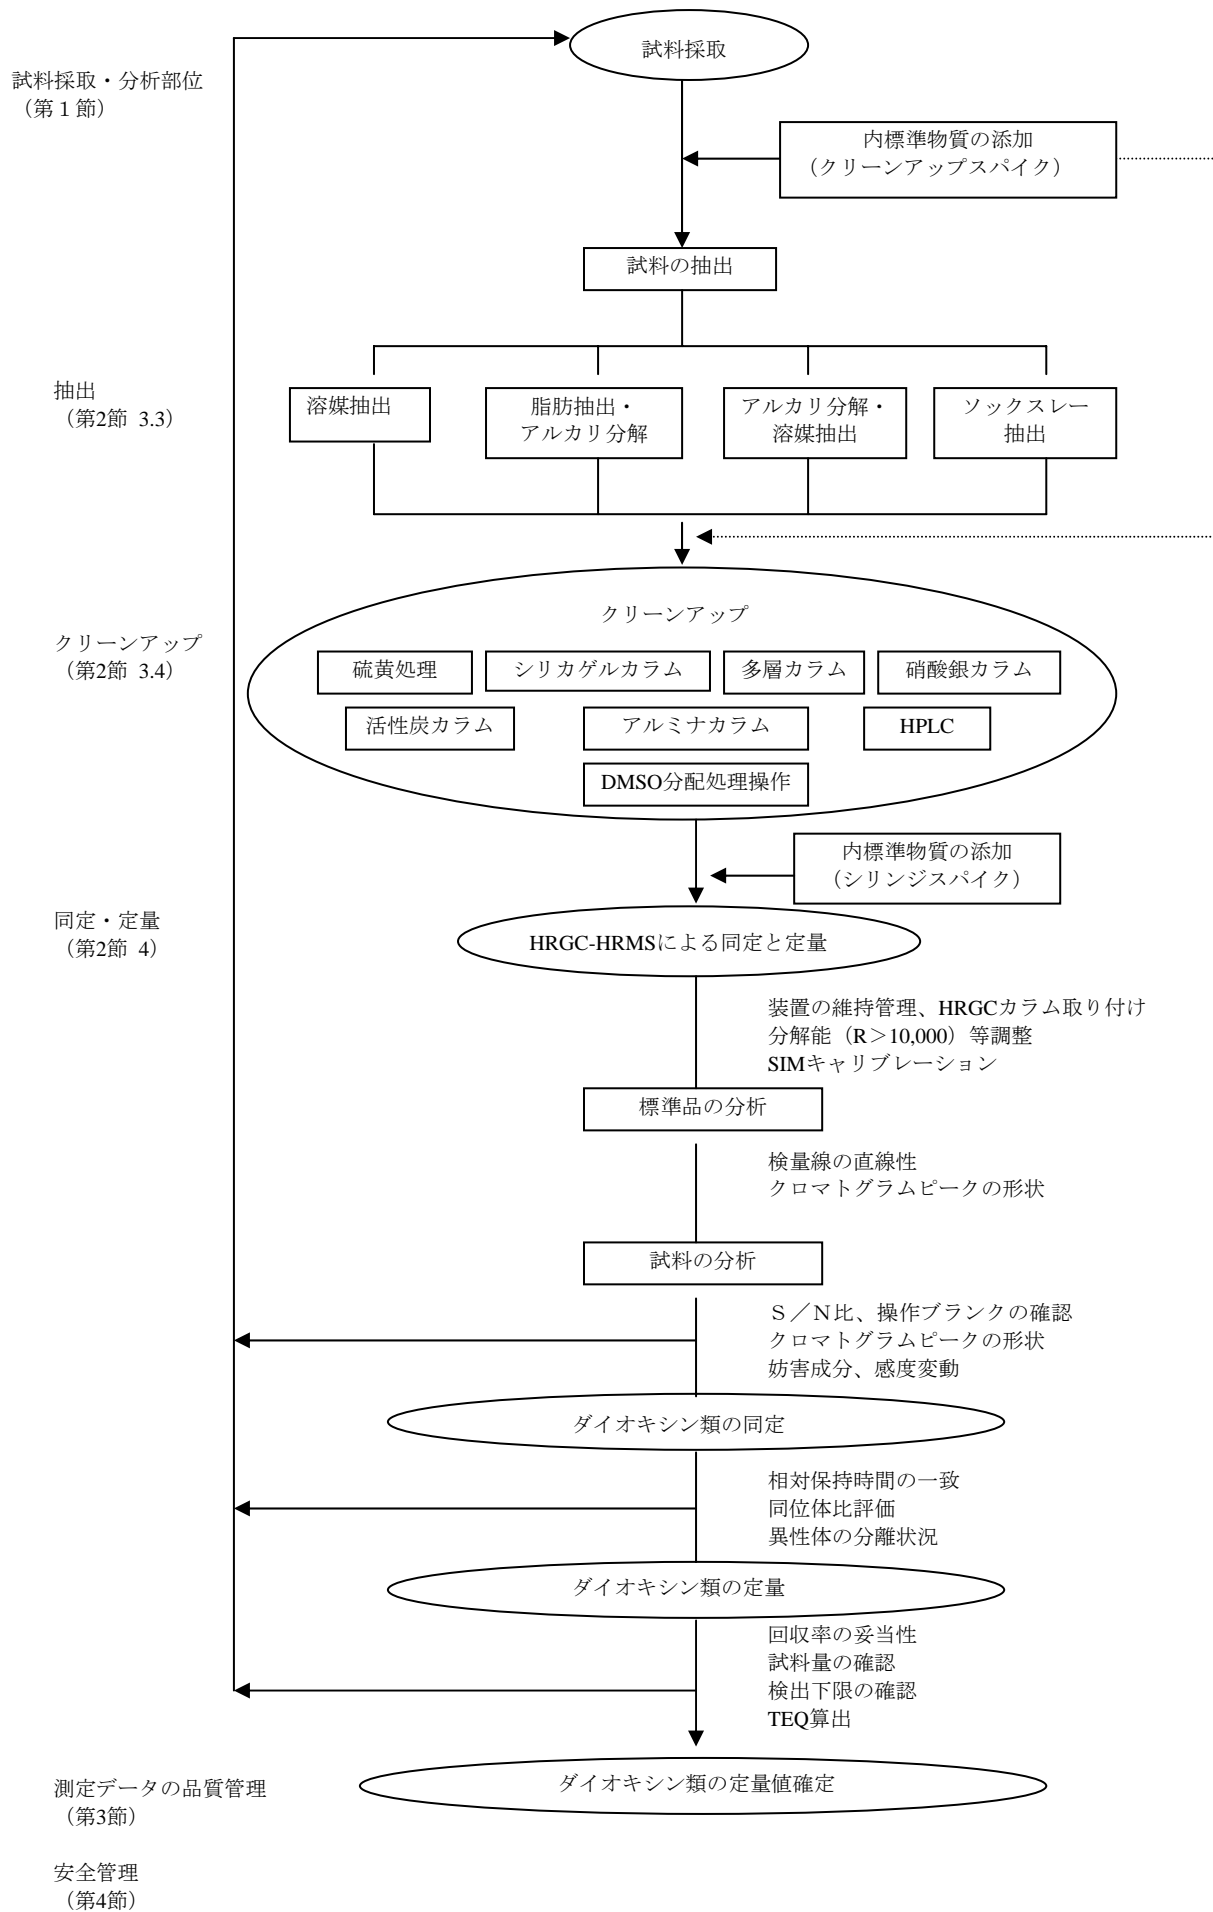 試料採取
試料採取・分析部位
（第１節）
内標準物質の添加
（クリーンアップスパイク）
試料の抽出
抽出
（第2節 3.3）
溶媒抽出
脂肪抽出・
アルカリ分解
アルカリ分解・
溶媒抽出
ソックスレー
抽出
クリーンアップ
クリーンアップ
（第2節 3.4）
硫黄処理
シリカゲルカラム
多層カラム
硝酸銀カラム
活性炭カラム
アルミナカラム
HPLC
DMSO分配処理操作
内標準物質の添加
（シリンジスパイク）
同定・定量
（第2節 4）
HRGC-HRMSによる同定と定量
装置の維持管理、HRGCカラム取り付け
分解能（R＞10,000）等調整
SIMキャリブレーション
標準品の分析
検量線の直線性
クロマトグラムピークの形状
試料の分析
Ｓ／Ｎ比、操作ブランクの確認
クロマトグラムピークの形状
妨害成分、感度変動
ダイオキシン類の同定
相対保持時間の一致
同位体比評価
異性体の分離状況
ダイオキシン類の定量
回収率の妥当性
試料量の確認
検出下限の確認
TEQ算出
測定データの品質管理
（第3節）
ダイオキシン類の定量値確定
安全管理
（第4節）